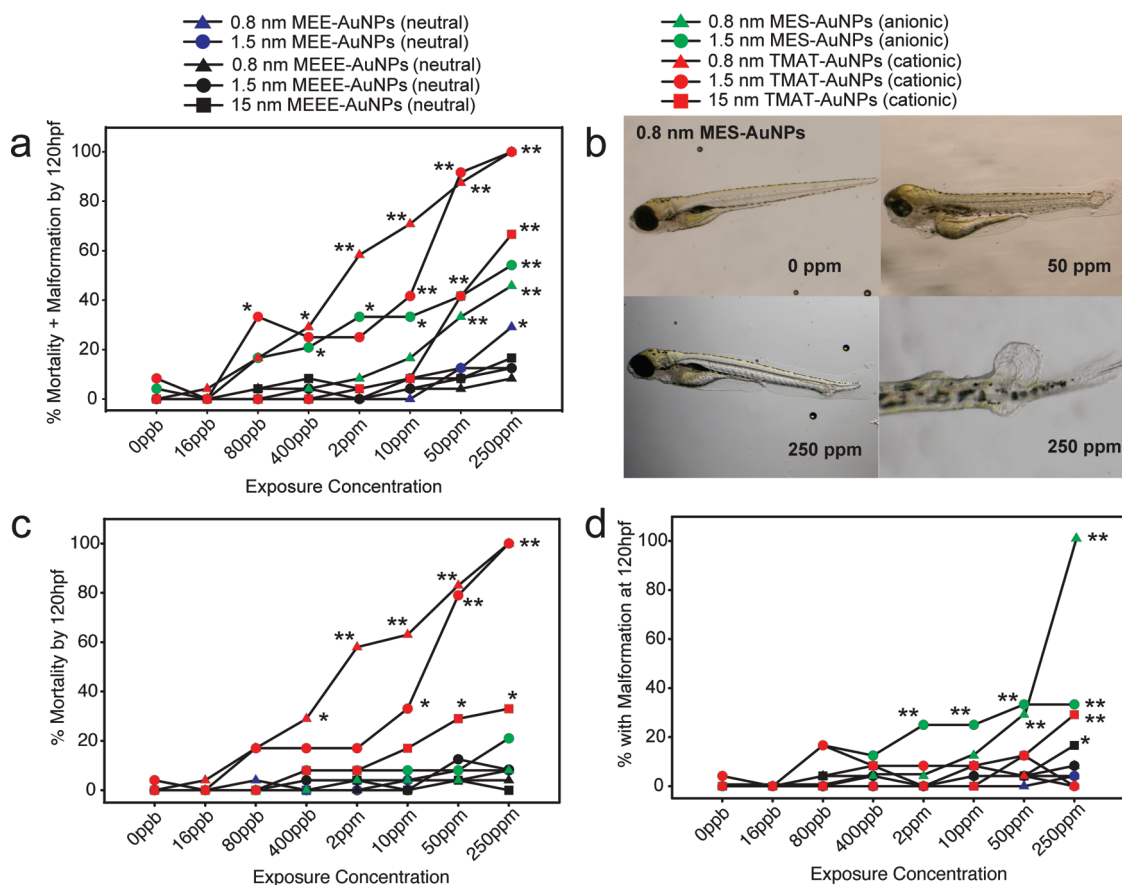 0.8 nm MEE-AuNPs (neutral)
1.5 nm MEE-AuNPs (neutral)
0.8 nm MEEE-AuNPs (neutral)
1.5 nm MEEE-AuNPs (neutral)
15 nm MEEE-AuNPs (neutral)
0.8 nm MES-AuNPs (anionic)
1.5 nm MES-AuNPs (anionic)
0.8 nm TMAT-AuNPs (cationic)
1.5 nm TMAT-AuNPs (cationic)
15 nm TMAT-AuNPs (cationic)
a
% Mortality + Malformation by 120hpf
100
80
60
40
20
0
*
*
*
**
*
**
**
*
**
**
**
**
**
**
**
**
*
0ppb
16ppb
80ppb
400ppb
2ppm
10ppm
50ppm
250ppm
Exposure Concentration
b
0.8 nm MES-AuNPs
0 ppm
50 ppm
250 ppm
250 ppm
c
% Mortality by 120hpf
100
80
60
40
20
0
*
**
**
*
**
**
*
**
*
0ppb
16ppb
80ppb
400ppb
2ppm
10ppm
50ppm
250ppm
Exposure Concentration
d
% with Malformation at 120hpf
100
80
60
40
20
0
**
**
**
**
**
**
**
*
0ppb
16ppb
80ppb
400ppb
2ppm
10ppm
50ppm
250ppm
Exposure Concentration